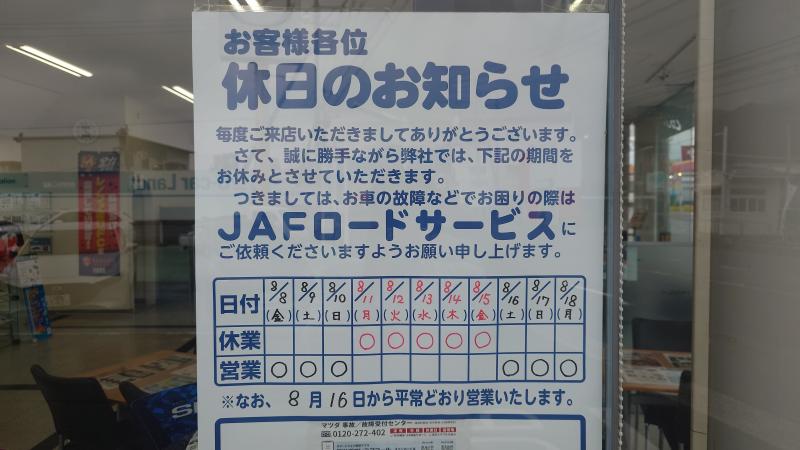 お客様各位
休日のお知らせ
毎度ご来店いただきましてありがとうございます。
さて、誠に勝手ながら弊社では、下記の期間を
お休みとさせていただきます。
つきましては、お車の故障などでお困りの際は
JAFロードサービスに
ご依頼くださいますようお願い申し上げます。
日付 8/8(金) 8/9(土) 8/10(日) 8/11(月) 8/12(火) 8/13(水) 8/14(木) 8/15(金) 8/16(土) 8/17(日) 8/18(月)
休業 ○ ○ ○ ○ ○
営業 ○ ○ ○ ○ ○ ○
※なお、8月16日から平常どおり営業いたします。
マツダ 事故/故障受付センター
0120-272-402